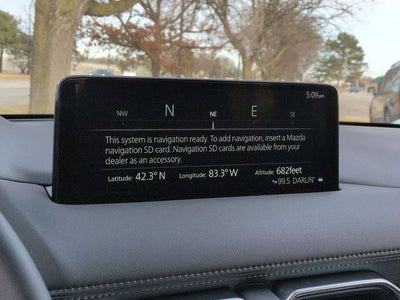 5:09pm
NW N NE E SE
This system is navigation ready. To add navigation, insert a Mazda
navigation SD card. Navigation SD cards are available from your
dealer as an accessory.
Latitude: 42.3°N Longitude: 83.3°W Altitude: 682feet
99.5 DARLIN'